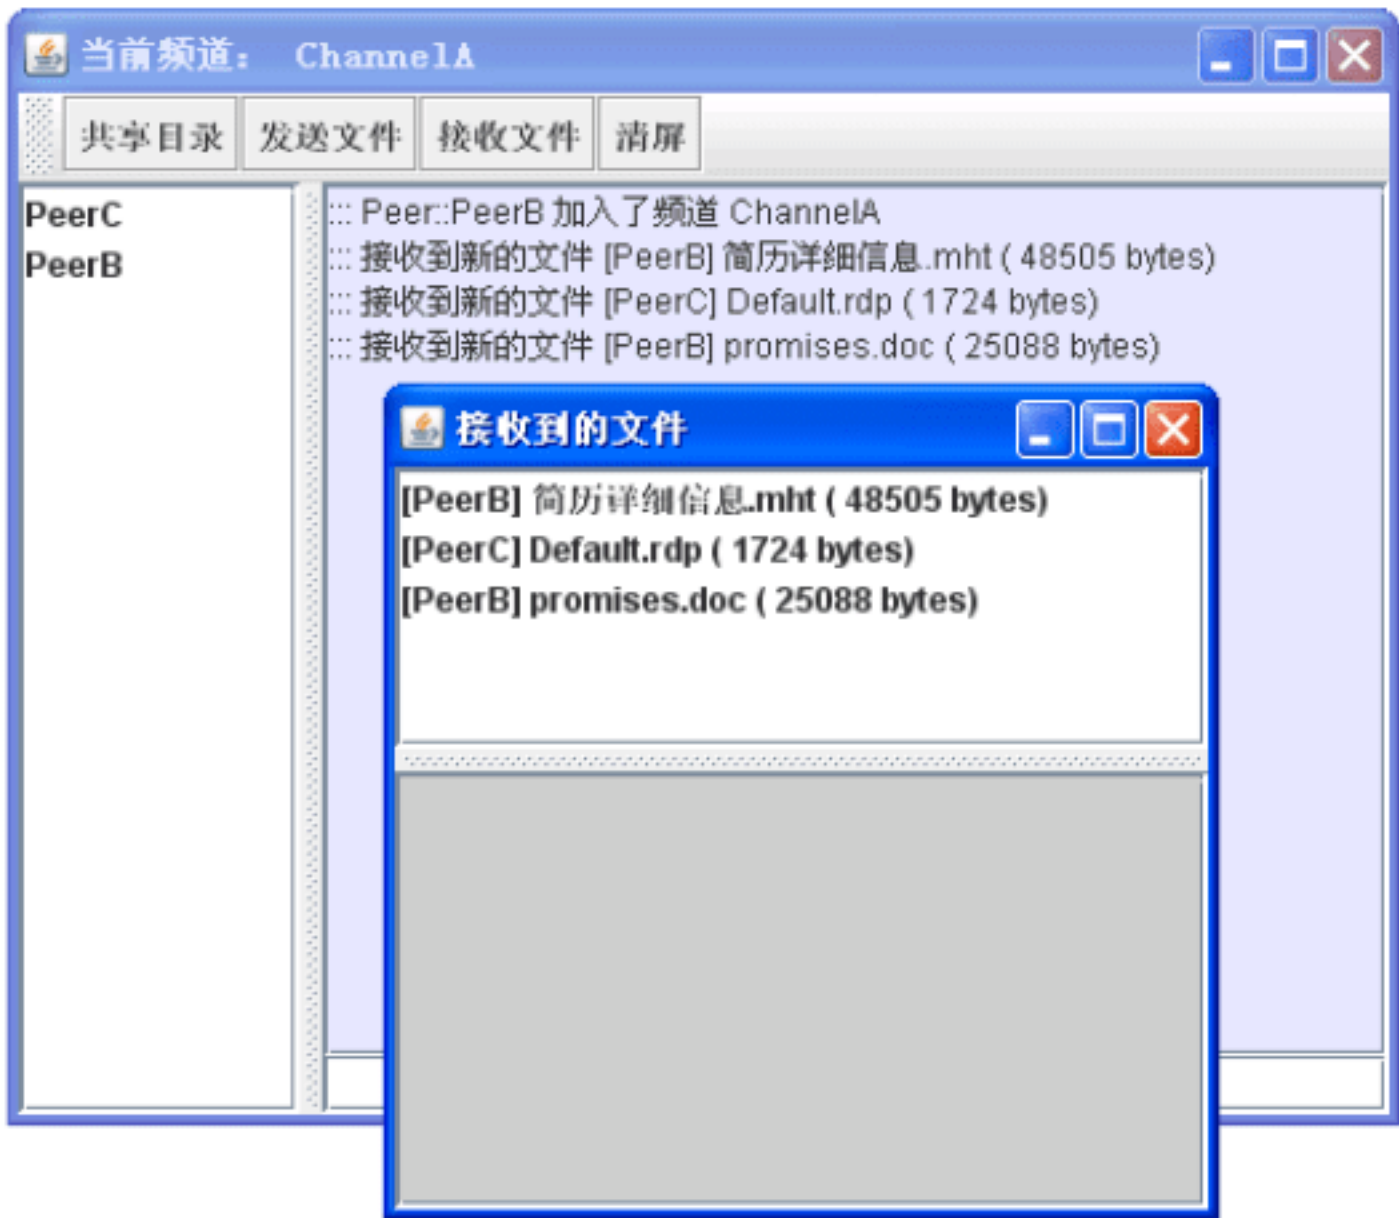 当前频道： ChannelA
共享目录 发送文件 接收文件 清屏
PeerC
PeerB
::: Peer::PeerB 加入了频道 ChannelA
::: 接收到新的文件 [PeerB] 简历详细信息.mht ( 48505 bytes)
::: 接收到新的文件 [PeerC] Default.rdp ( 1724 bytes)
::: 接收到新的文件 [PeerB] promises.doc ( 25088 bytes)
接收到的文件
[PeerB] 简历详细信息.mht ( 48505 bytes)
[PeerC] Default.rdp ( 1724 bytes)
[PeerB] promises.doc ( 25088 bytes)